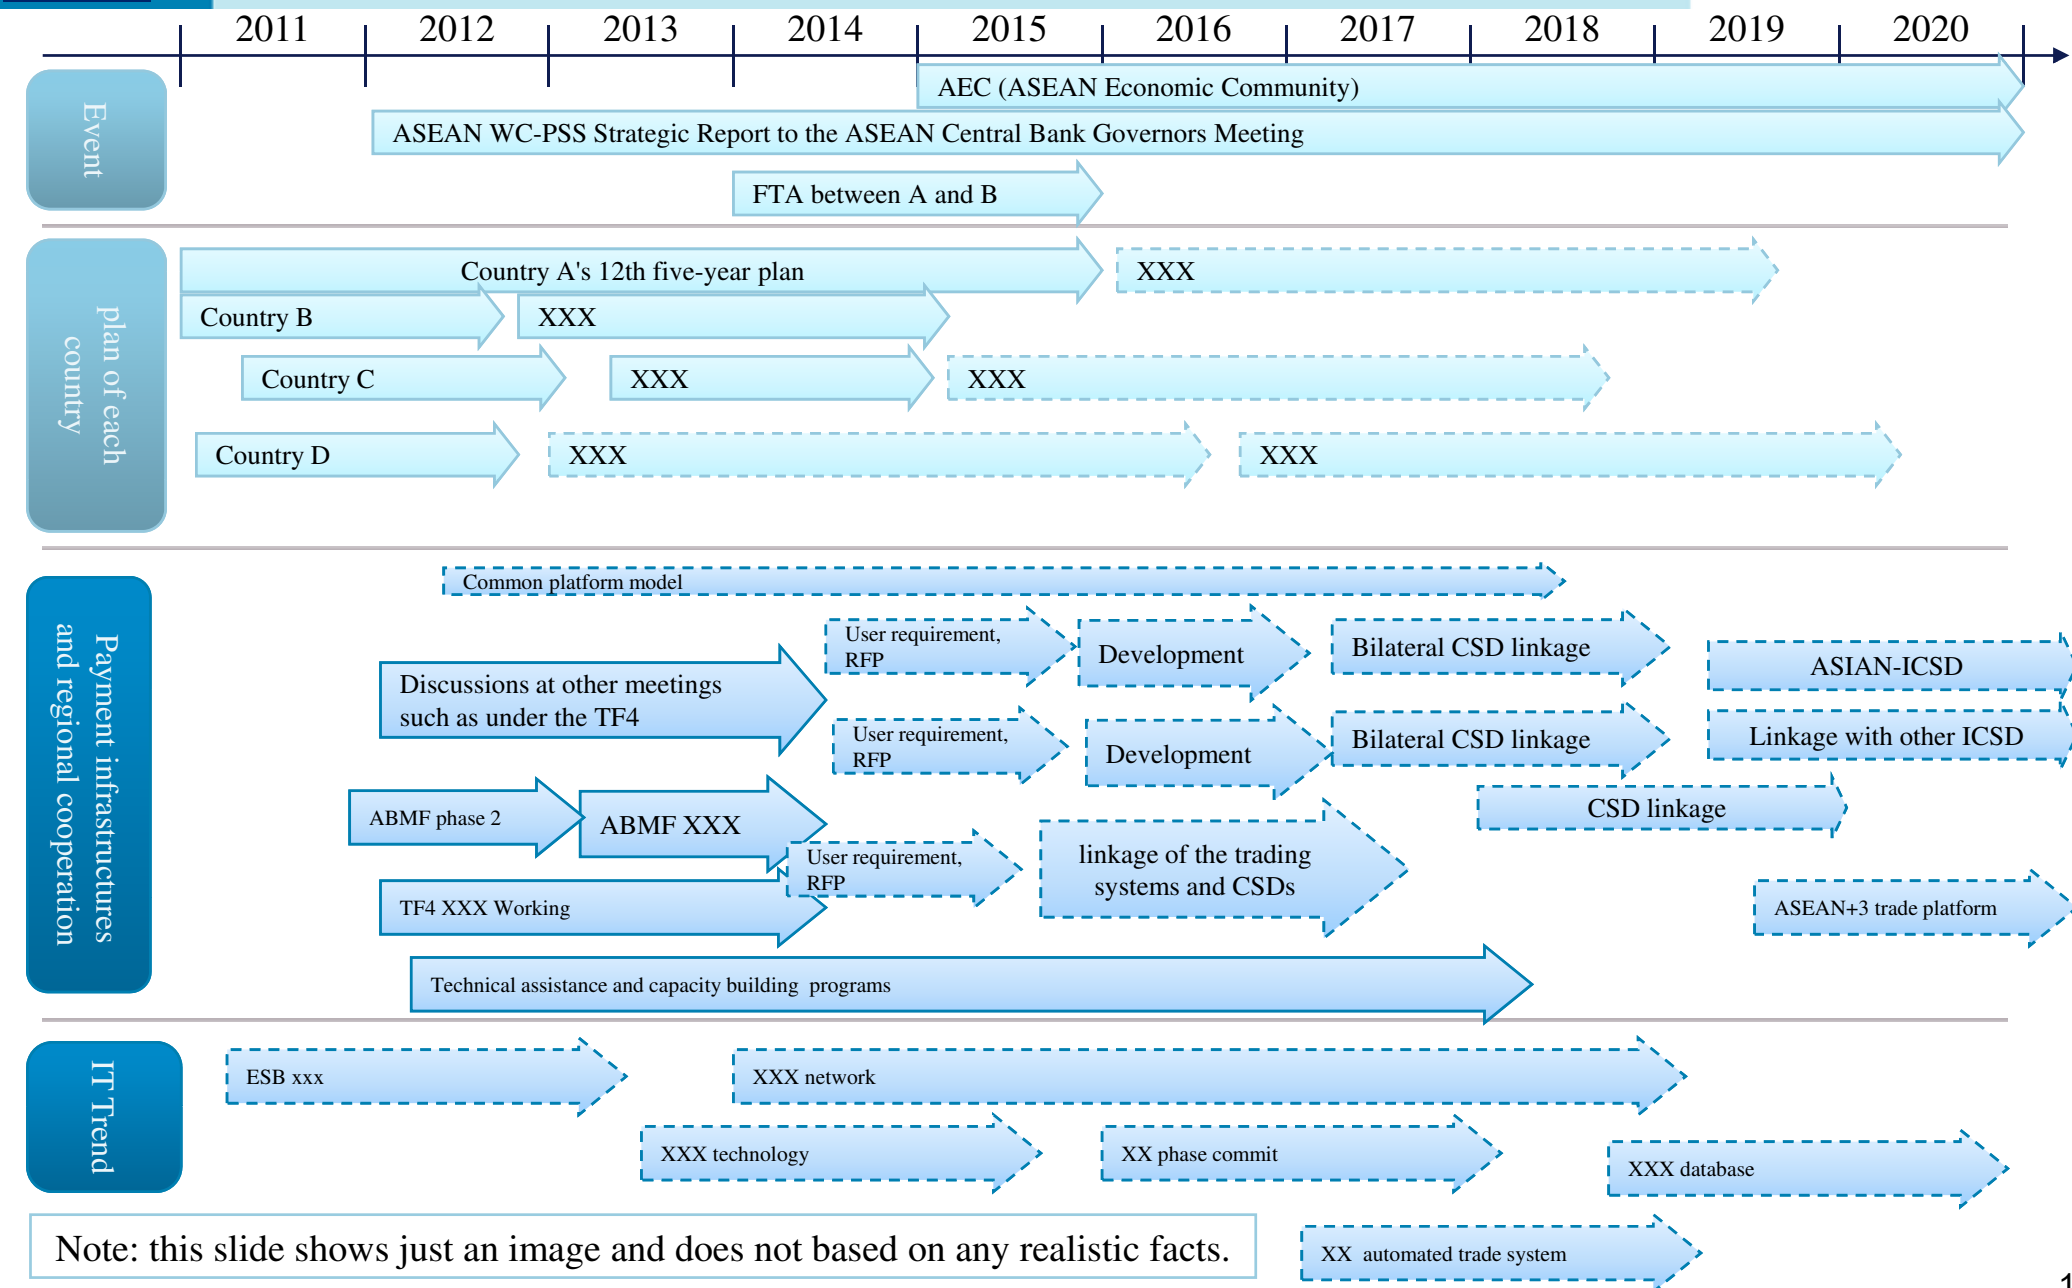 2011 2012 2013 2014 2015 2016 2017 2018 2019 2020
Event
AEC (ASEAN Economic Community)
ASEAN WC-PSS Strategic Report to the ASEAN Central Bank Governors Meeting
FTA between A and B
plan of each
country
Country A's 12th five-year plan
XXX
Country B
XXX
Country C
XXX
XXX
Country D
XXX
XXX
Payment infrastructures
and regional cooperation
Common platform model
User requirement,
RFP
Development
Bilateral CSD linkage
ASIAN-ICSD
Discussions at other meetings
such as under the TF4
User requirement,
RFP
Development
Bilateral CSD linkage
Linkage with other ICSD
ABMF phase 2
ABMF XXX
CSD linkage
User requirement,
RFP
linkage of the trading
systems and CSDs
TF4 XXX Working
ASEAN+3 trade platform
Technical assistance and capacity building programs
IT Trend
ESB xxx
XXX network
XXX technology
XX phase commit
XXX database
Note: this slide shows just an image and does not based on any realistic facts.
XX automated trade system